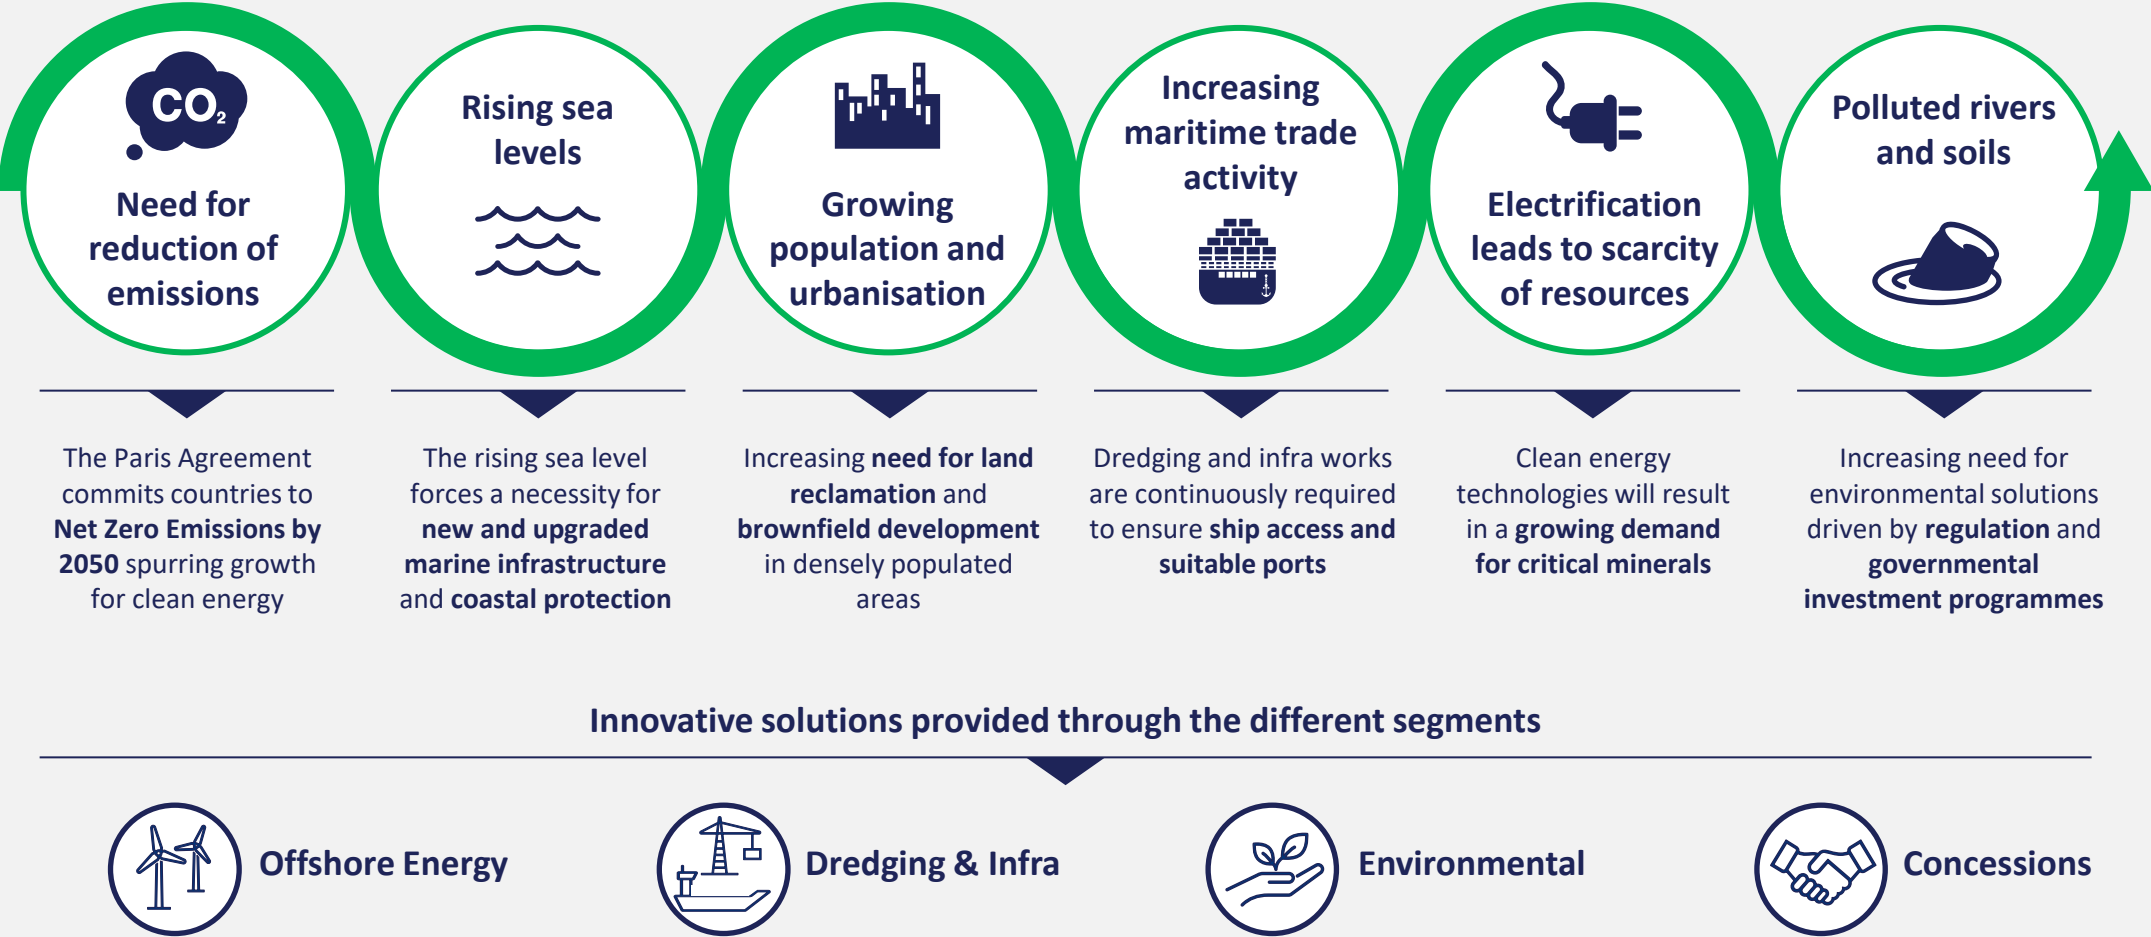 CO2
Need for
reduction of
emissions
Rising sea
levels
Growing
population and
urbanisation
Increasing
maritime trade
activity
Electrification
leads to scarcity
of resources
Polluted rivers
and soils
The Paris Agreement
commits countries to
Net Zero Emissions by
2050 spurring growth
for clean energy
The rising sea level
forces a necessity for
new and upgraded
marine infrastructure
and coastal protection
Increasing need for land
reclamation and
brownfield development
in densely populated
areas
Dredging and infra works
are continuously required
to ensure ship access and
suitable ports
Clean energy
technologies will result
in a growing demand
for critical minerals
Increasing need for
environmental solutions
driven by regulation and
governmental
investment programmes
Innovative solutions provided through the different segments
Offshore Energy
Dredging & Infra
Environmental
Concessions